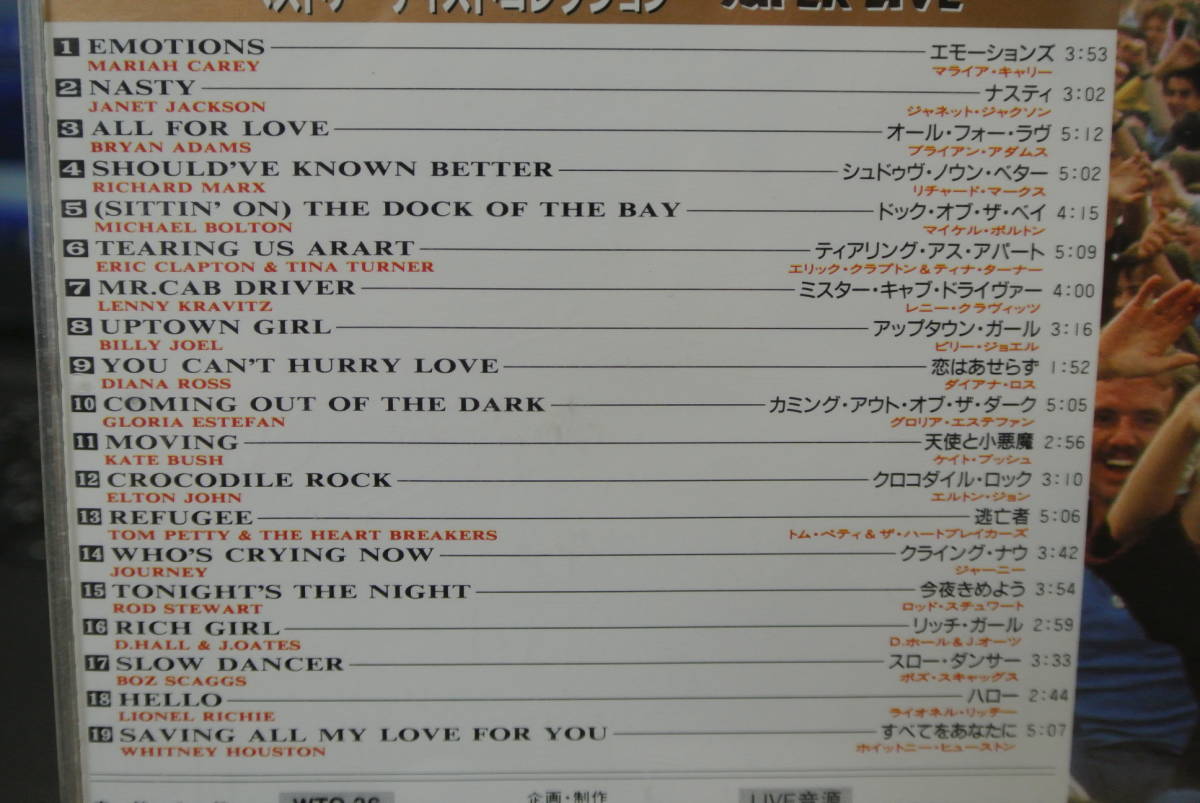 SUPER LIVE
1 EMOTIONS エモーションズ 3:53
MARIAH CAREY マライア・キャリー
2 NASTY ナスティ 3:02
JANET JACKSON ジャネット・ジャクソン
3 ALL FOR LOVE オール・フォー・ラヴ 5:12
BRYAN ADAMS ブライアン・アダムス
4 SHOULD'VE KNOWN BETTER シュドゥヴ・ノウン・ベター 5:02
RICHARD MARX リチャード・マークス
5 (SITTIN' ON) THE DOCK OF THE BAY ドック・オブ・ザ・ベイ 4:15
MICHAEL BOLTON マイケル・ボルトン
6 TEARING US ARART ティアリング・アス・アパート 5:09
ERIC CLAPTON & TINA TURNER エリック・クラプトン&ティナ・ターナー
7 MR.CAB DRIVER ミスター・キャブ・ドライヴァー 4:00
LENNY KRAVITZ レニー・クラヴィッツ
8 UPTOWN GIRL アップタウン・ガール 3:16
BILLY JOEL ビリー・ジョエル
9 YOU CAN'T HURRY LOVE 恋はあせらず 1:52
DIANA ROSS ダイアナ・ロス
10 COMING OUT OF THE DARK カミング・アウト・オブ・ザ・ダーク 5:05
GLORIA ESTEFAN グロリア・エステファン
11 MOVING 天使と小悪魔 2:56
KATE BUSH ケイト・ブッシュ
12 CROCODILE ROCK クロコダイル・ロック 3:10
ELTON JOHN エルトン・ジョン
13 REFUGEE 逃亡者 5:06
TOM PETTY & THE HEART BREAKERS トム・ペティ&ザ・ハートブレイカーズ
14 WHO'S CRYING NOW クライング・ナウ 3:42
JOURNEY ジャーニー
15 TONIGHT'S THE NIGHT 今夜きめよう 3:54
ROD STEWART ロッド・スチュワート
16 RICH GIRL リッチ・ガール 2:59
D.HALL & J.OATES D.ホール&J.オーツ
17 SLOW DANCER スロー・ダンサー 3:33
BOZ SCAGGS ボズ・スキャッグス
18 HELLO ハロー 2:44
LIONEL RICHIE ライオネル・リッチー
19 SAVING ALL MY LOVE FOR YOU すべてをあなたに 5:07
WHITNEY HOUSTON ホイットニー・ヒューストン
企画・制作 LIVE音源